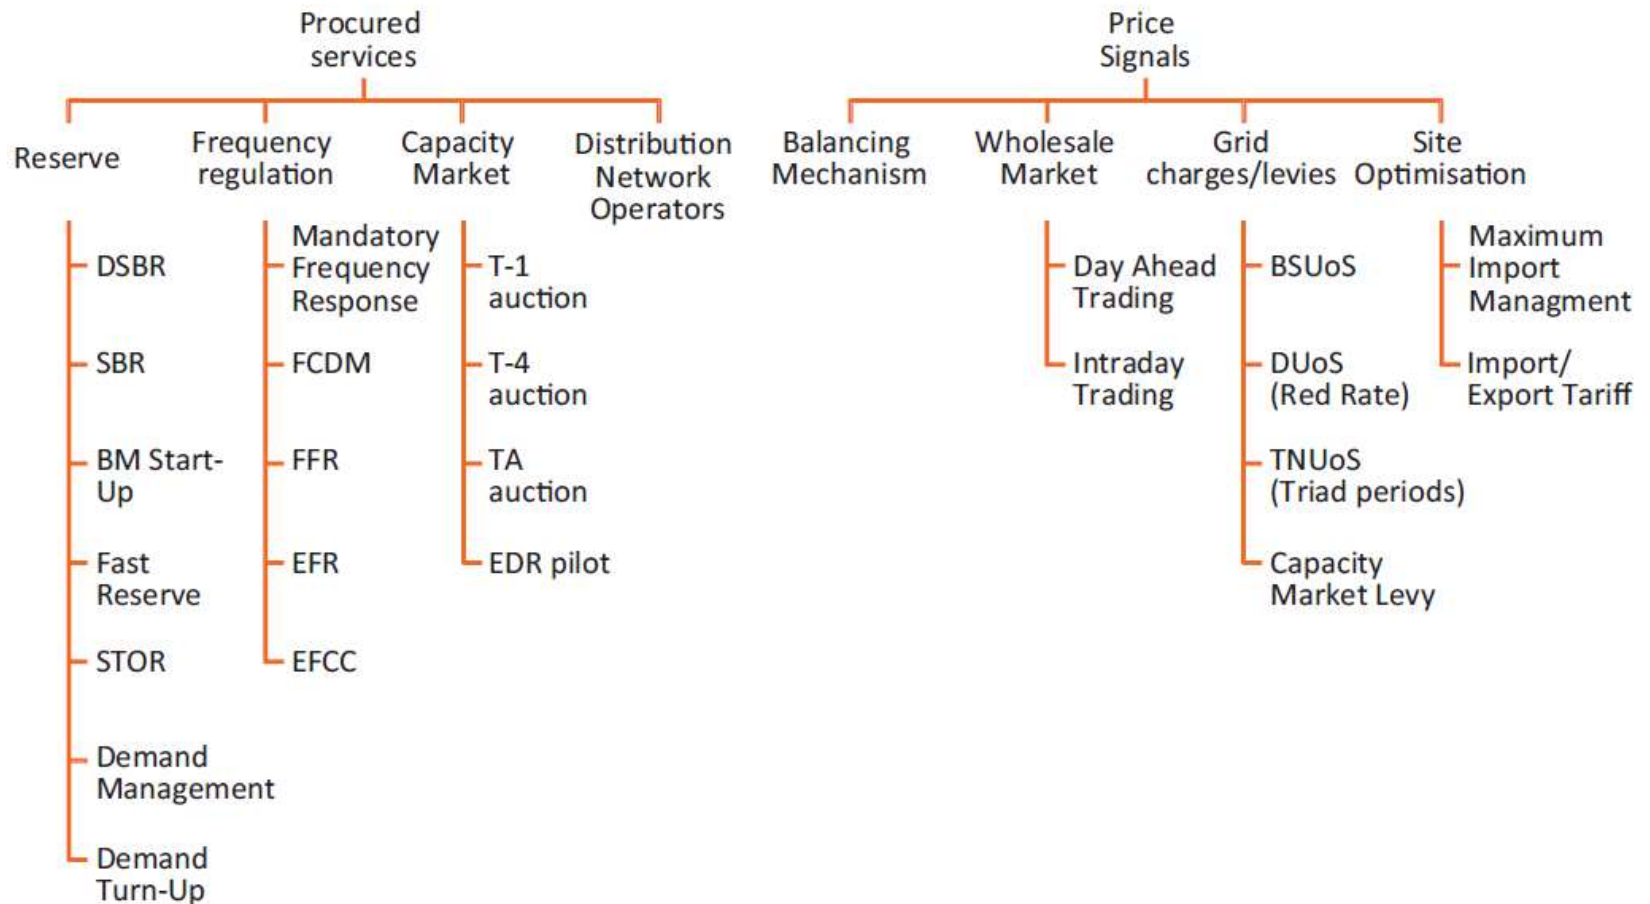 Procured
services
Reserve
DSBR
SBR
BM Start-
Up
Fast
Reserve
STOR
Demand
Management
Demand
Turn-Up
Frequency
regulation
Mandatory
Frequency
Response
FCDM
FFR
EFR
EFCC
Capacity
Market
T-1
auction
T-4
auction
TA
auction
EDR pilot
Distribution
Network
Operators
Price
Signals
Balancing
Mechanism
Wholesale
Market
Day Ahead
Trading
Intraday
Trading
Grid
charges/levies
BSUoS
DUoS
(Red Rate)
TNUoS
(Triad periods)
Capacity
Market Levy
Site
Optimisation
Maximum
Import
Managment
Import/
Export Tariff